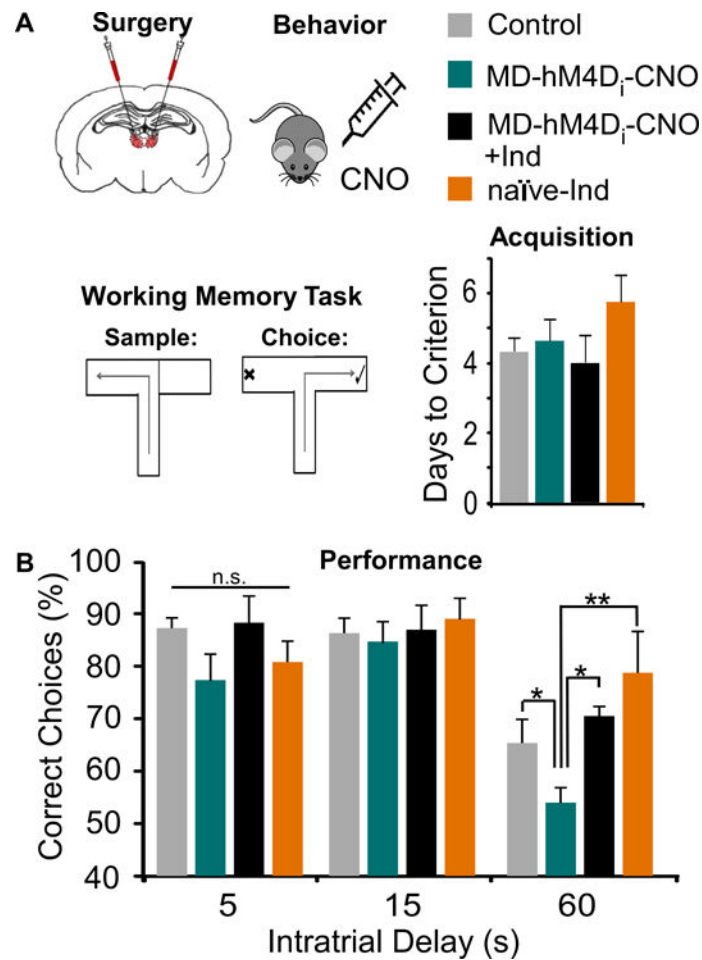 A
Surgery
Behavior
CNO
Control
MD-hM4Di-CNO
MD-hM4Di-CNO
+Ind
naïve-Ind
Working Memory Task
Sample:
Choice:
Acquisition
Days to Criterion
6
4
2
0
B
Performance
Correct Choices (%)
100
90
80
70
60
50
40
n.s.
*
**
*
5
15
60
Intratrial Delay (s)